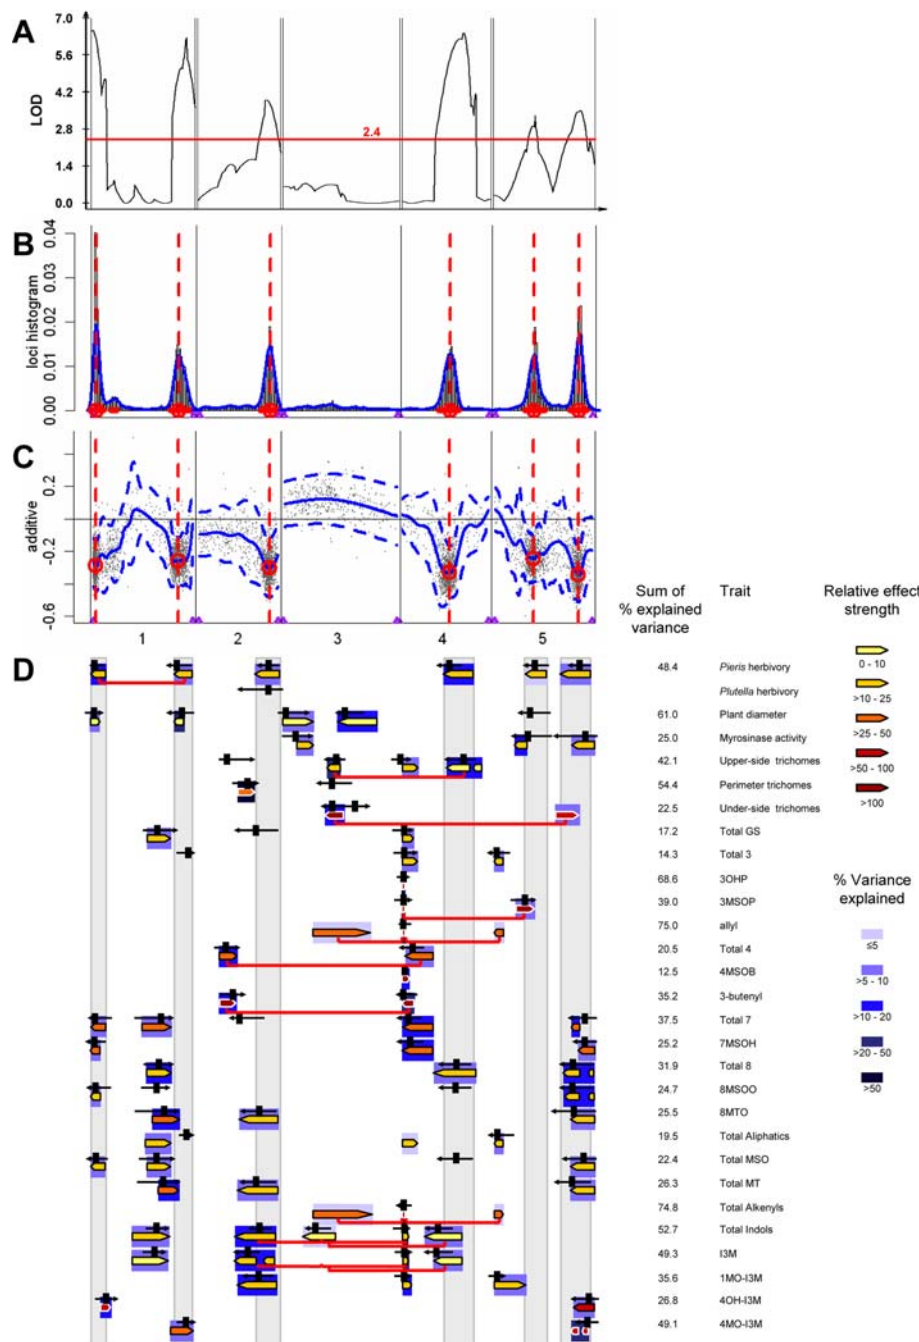 A
LOD
7.0
5.6
4.2
2.8
1.4
0.0
2.4
B
loci histogram
0.04
0.03
0.02
0.01
0.00
C
additive
0.2
-0.2
-0.6
1 2 3 4 5
D
Sum of % explained variance
Trait
Relative effect strength
48.4 Pieris herbivory
Plutella herbivory
61.0 Plant diameter
25.0 Myrosinase activity
42.1 Upper-side trichomes
54.4 Perimeter trichomes
22.5 Under-side trichomes
17.2 Total GS
14.3 Total 3
68.6 3OHP
39.0 3MSOP
75.0 allyl
20.5 Total 4
12.5 4MSOB
35.2 3-butenyl
37.5 Total 7
25.2 7MSOH
31.9 Total 8
24.7 8MSOO
25.5 8MTO
19.5 Total Aliphatics
22.4 Total MSO
26.3 Total MT
74.8 Total Alkenyls
52.7 Total Indols
49.3 I3M
35.6 1MO-I3M
26.8 4OH-I3M
49.1 4MO-I3M
0 - 10
>10 - 25
>25 - 50
>50 - 100
>100
% Variance explained
≤5
>5 - 10
>10 - 20
>20 - 50
>50